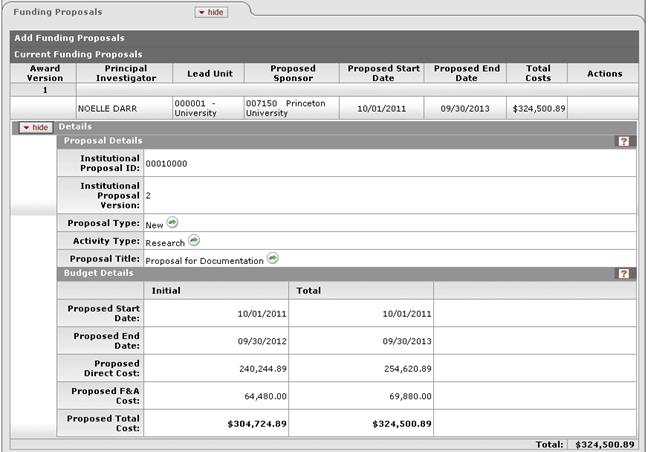 Funding Proposals
hide
Add Funding Proposals
Current Funding Proposals
Award Version Principal Investigator Lead Unit Proposed Sponsor Proposed Start Date Proposed End Date Total Costs Actions
1
NOELLE DARR 000001 - University 007150 Princeton University 10/01/2011 09/30/2013 $324,500.89
hide Details
Proposal Details ?
Institutional Proposal ID: 00010000
Institutional Proposal Version: 2
Proposal Type: New
Activity Type: Research
Proposal Title: Proposal for Documentation
Budget Details ?
Initial Total
Proposed Start Date: 10/01/2011 10/01/2011
Proposed End Date: 09/30/2012 09/30/2013
Proposed Direct Cost: 240,244.89 254,620.89
Proposed F&A Cost: 64,480.00 69,880.00
Proposed Total Cost: $304,724.89 $324,500.89
Total: $324,500.89